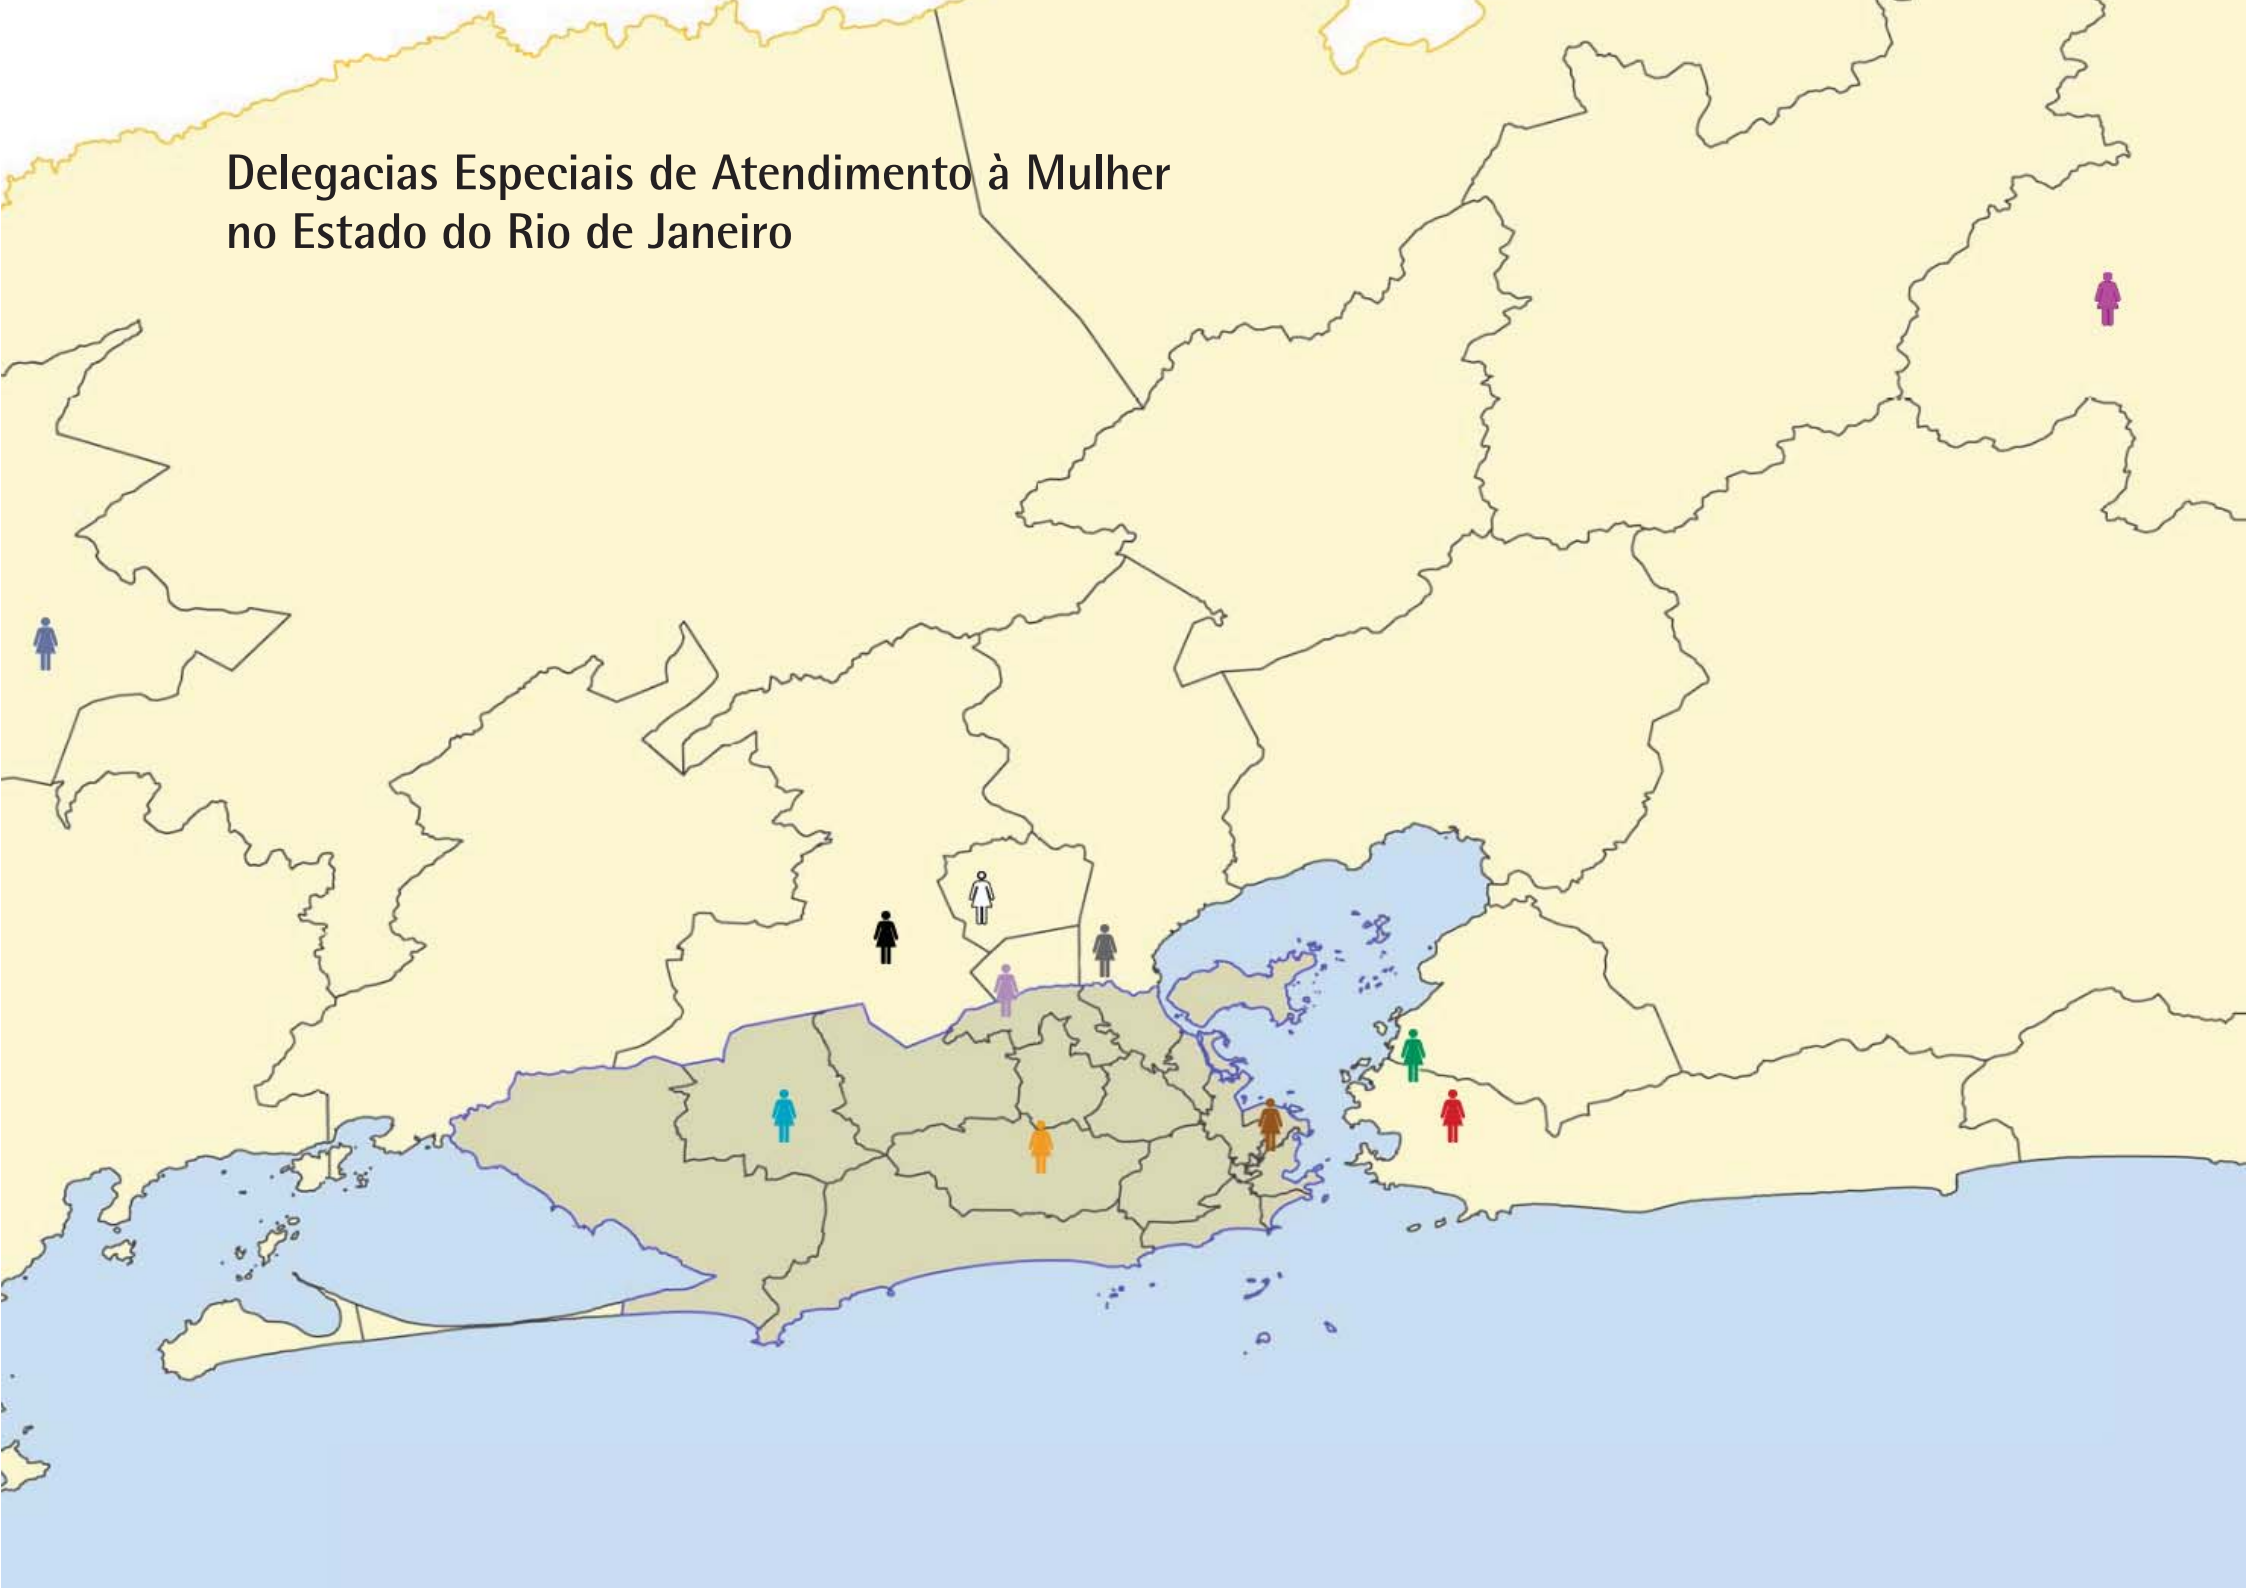 Delegacias Especiais de Atendimento à Mulher
no Estado do Rio de Janeiro